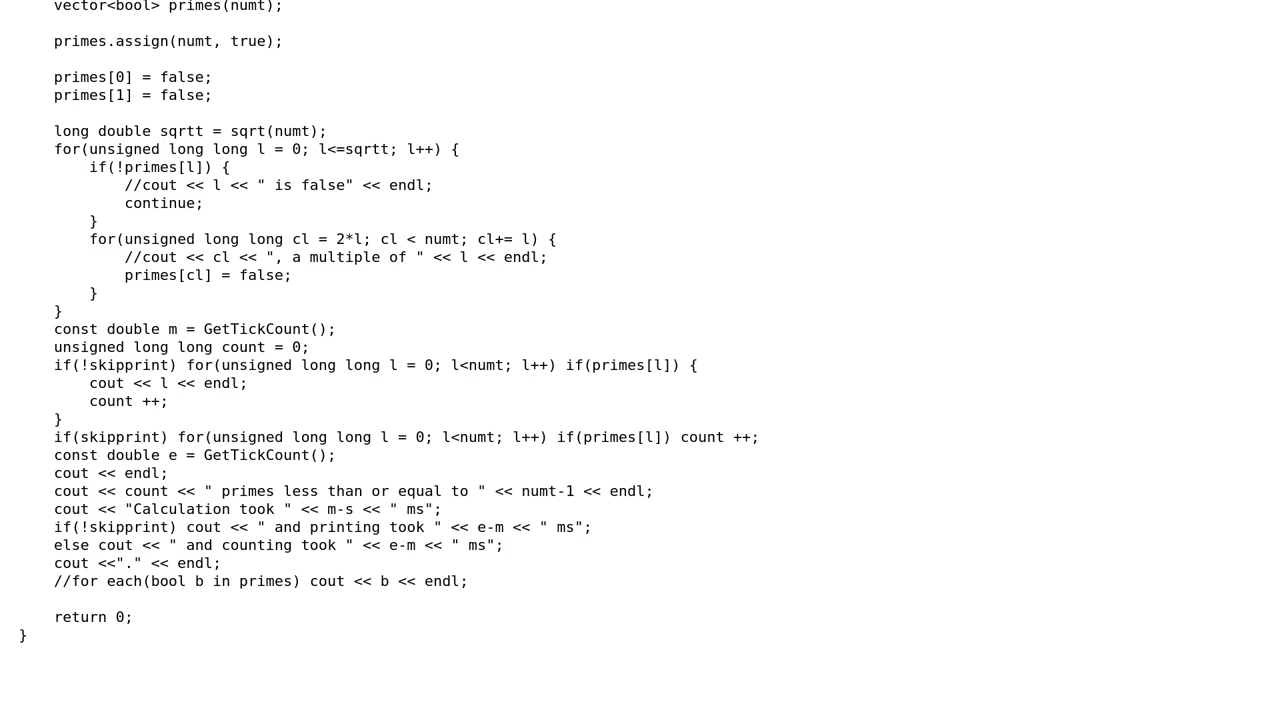 vector<bool> primes(numt);

    primes.assign(numt, true);

    primes[0] = false;
    primes[1] = false;

    long double sqrtt = sqrt(numt);
    for(unsigned long long l = 0; l<=sqrtt; l++) {
        if(!primes[l]) {
            //cout << l << " is false" << endl;
            continue;
        }
        for(unsigned long long cl = 2*l; cl < numt; cl+= l) {
            //cout << cl << ", a multiple of " << l << endl;
            primes[cl] = false;
        }
    }
    const double m = GetTickCount();
    unsigned long long count = 0;
    if(!skipprint) for(unsigned long long l = 0; l<numt; l++) if(primes[l]) {
        cout << l << endl;
        count ++;
    }
    if(skipprint) for(unsigned long long l = 0; l<numt; l++) if(primes[l]) count ++;
    const double e = GetTickCount();
    cout << endl;
    cout << count << " primes less than or equal to " << numt-1 << endl;
    cout << "Calculation took " << m-s << " ms";
    if(!skipprint) cout << " and printing took " << e-m << " ms";
    else cout << " and counting took " << e-m << " ms";
    cout <<"." << endl;
    //for each(bool b in primes) cout << b << endl;

    return 0;
}